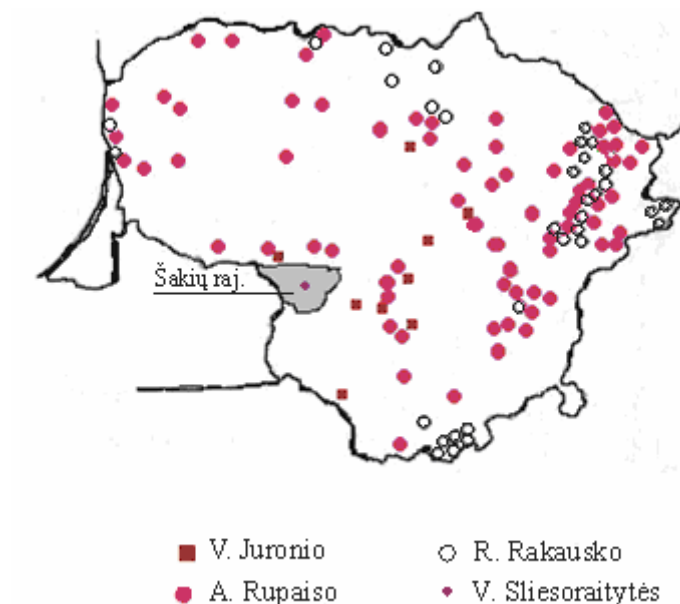 Šakių raj.
V. Juronio
R. Rakausko
A. Rupaiso
V. Sliesoraitytės